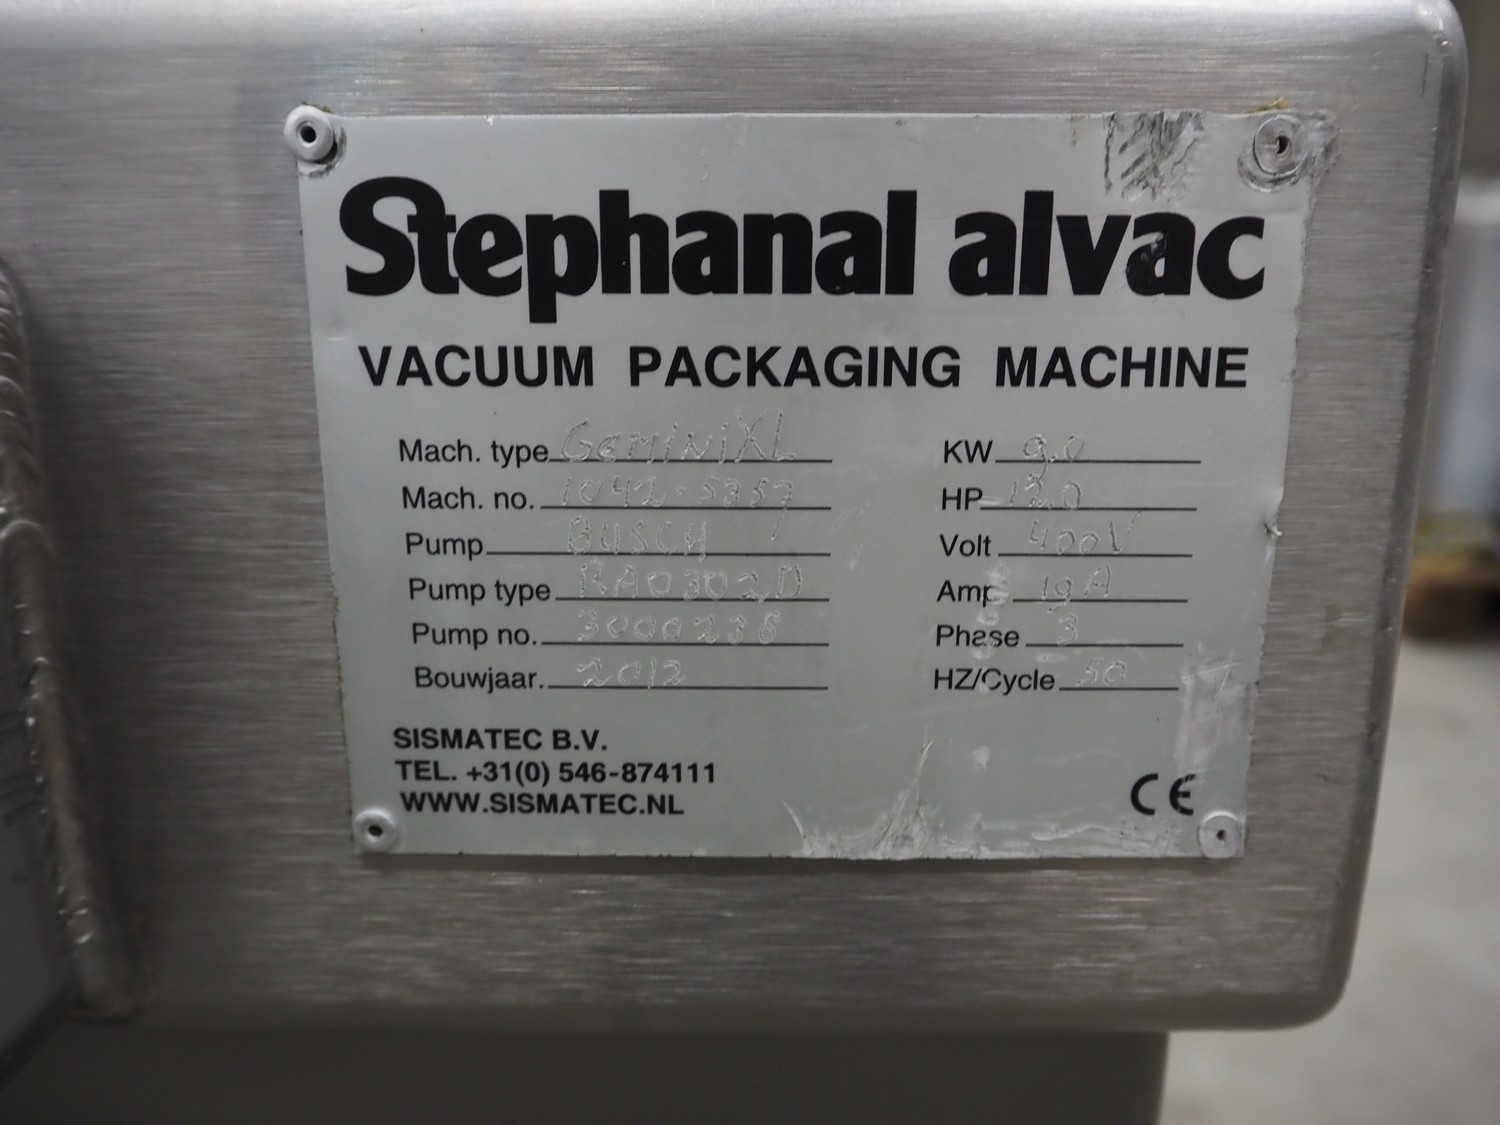 Stephanal alvac
VACUUM PACKAGING MACHINE
Mach. type GeminiXL
Mach. no. 1042-5357
Pump BUSCH
Pump type RA0302D
Pump no. 3000238
Bouwjaar. 2012
KW 9.0
HP 12.0
Volt 400V
Amp 19A
Phase 3
HZ/Cycle 50
SISMATEC B.V.
TEL. +31(0) 546-874111
WWW.SISMATEC.NL
CE